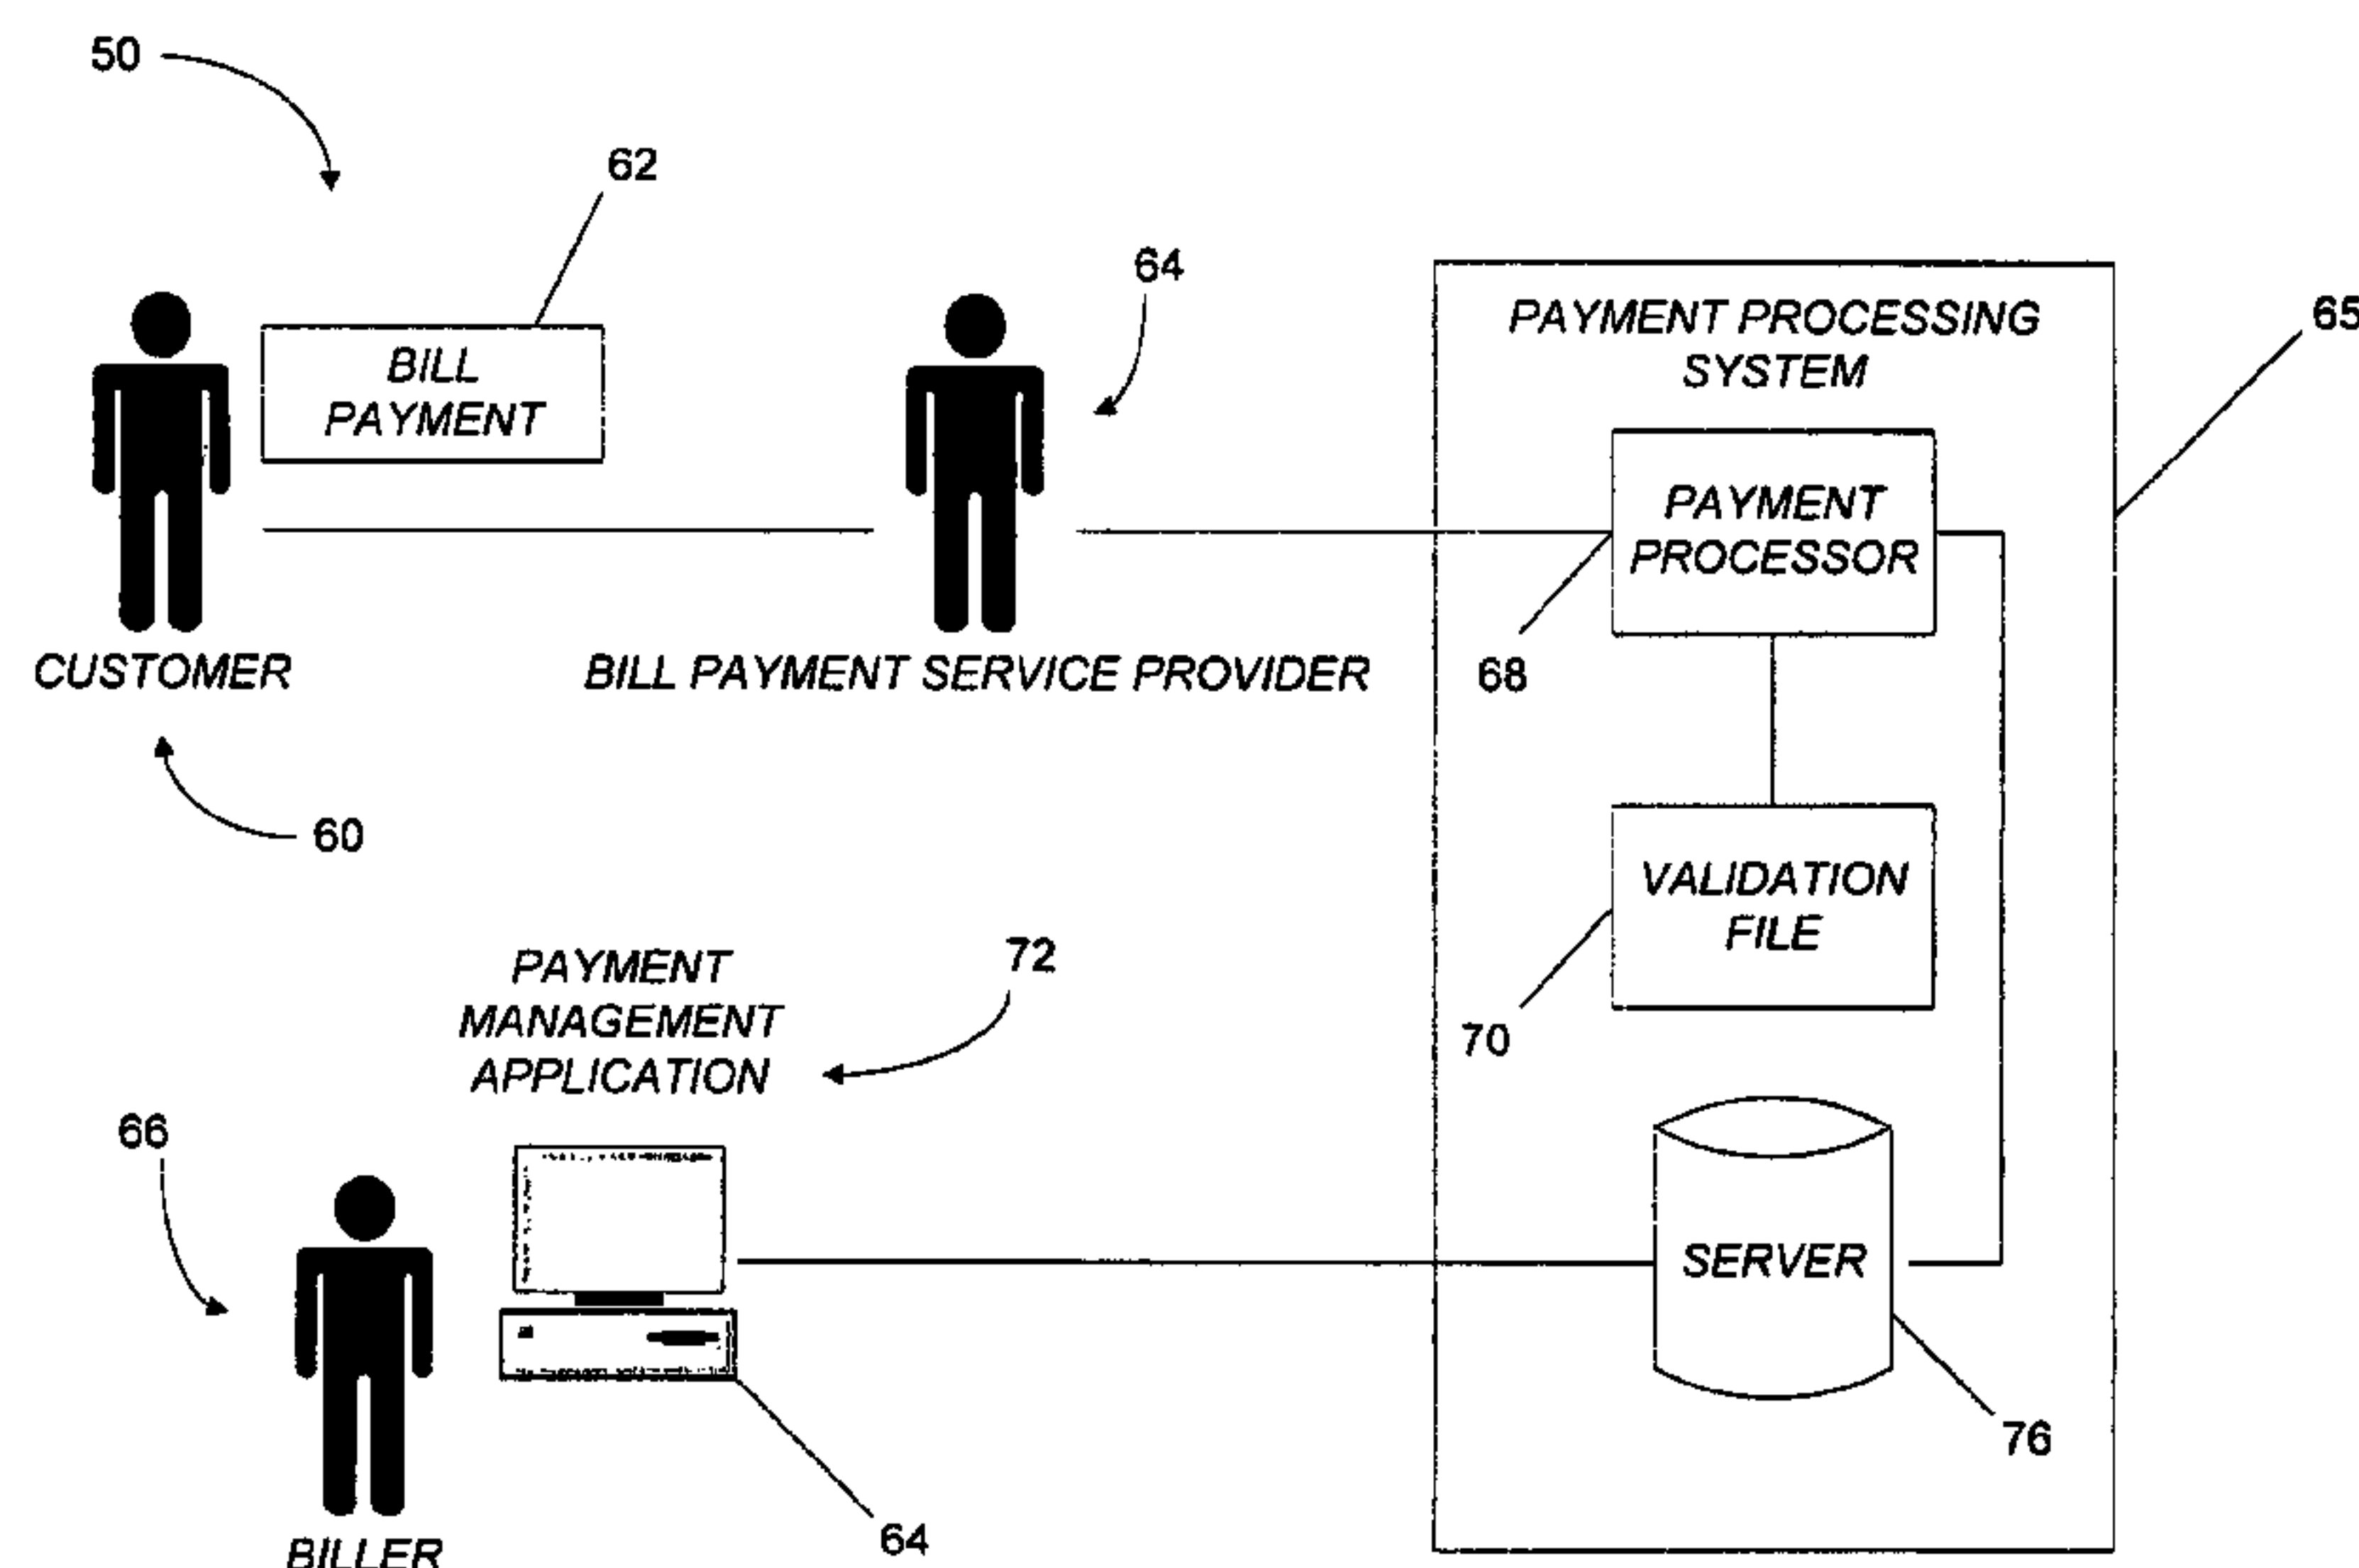 50
62
64
BILL
PAYMENT
PAYMENT PROCESSING
SYSTEM
65
PAYMENT
PROCESSOR
CUSTOMER
BILL PAYMENT SERVICE PROVIDER
68
60
VALIDATION
FILE
70
PAYMENT
MANAGEMENT
APPLICATION
72
66
SERVER
76
64
BILLER